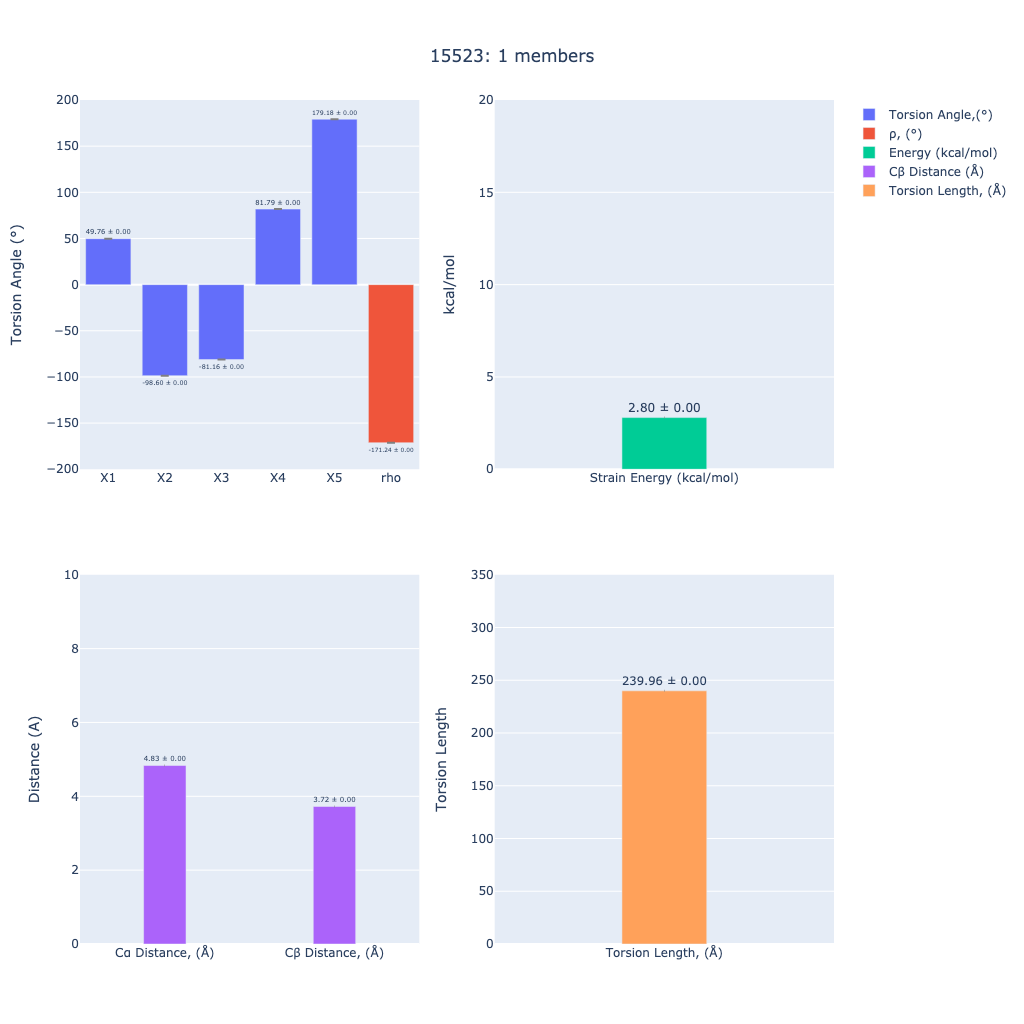 15523: 1 members
Torsion Angle (°)
200
150
100
50
0
−50
−100
−150
−200
49.76 ± 0.00
-98.60 ± 0.00
-81.16 ± 0.00
81.79 ± 0.00
179.18 ± 0.00
-171.24 ± 0.00
X1 X2 X3 X4 X5 rho
kcal/mol
20
15
10
5
0
2.80 ± 0.00
Strain Energy (kcal/mol)
Torsion Angle,(°)
ρ, (°)
Energy (kcal/mol)
Cβ Distance (Å)
Torsion Length, (Å)
Distance (A)
10
8
6
4
2
0
4.83 ± 0.00
3.72 ± 0.00
Cα Distance, (Å) Cβ Distance, (Å)
Torsion Length
350
300
250
200
150
100
50
0
239.96 ± 0.00
Torsion Length, (Å)